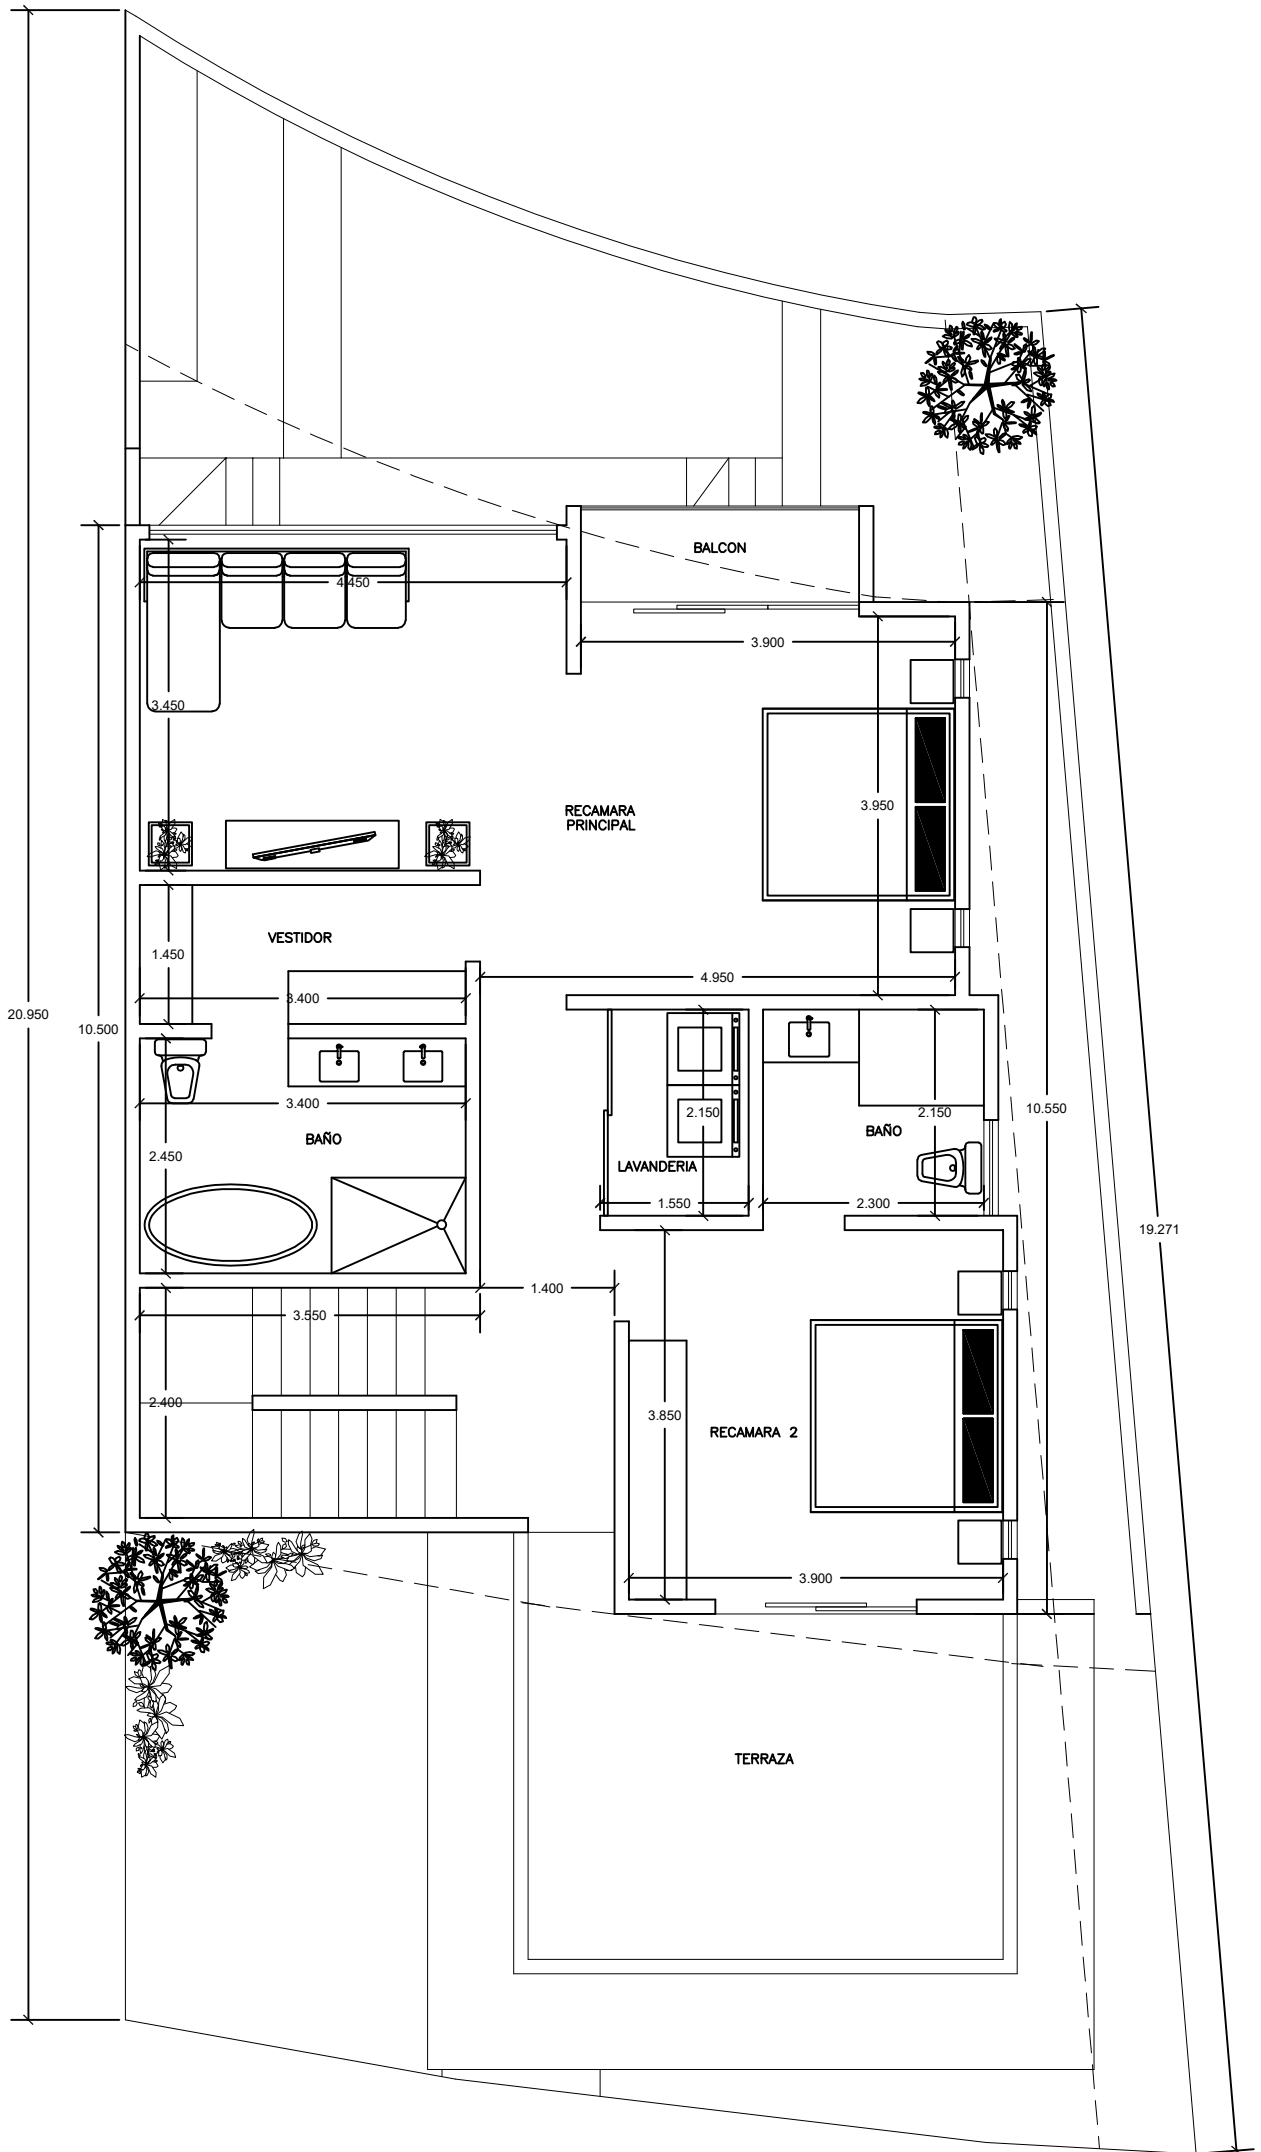 BALCON
4.450
3.900
3.450
3.950
RECAMARA
PRINCIPAL
VESTIDOR
1.450
4.950
3.400
20.950
10.500
3.400
2.150
2.150
10.550
BAÑO
BAÑO
2.450
LAVANDERIA
1.550
2.300
19.271
1.400
3.550
2.400
3.850
RECAMARA 2
3.900
TERRAZA